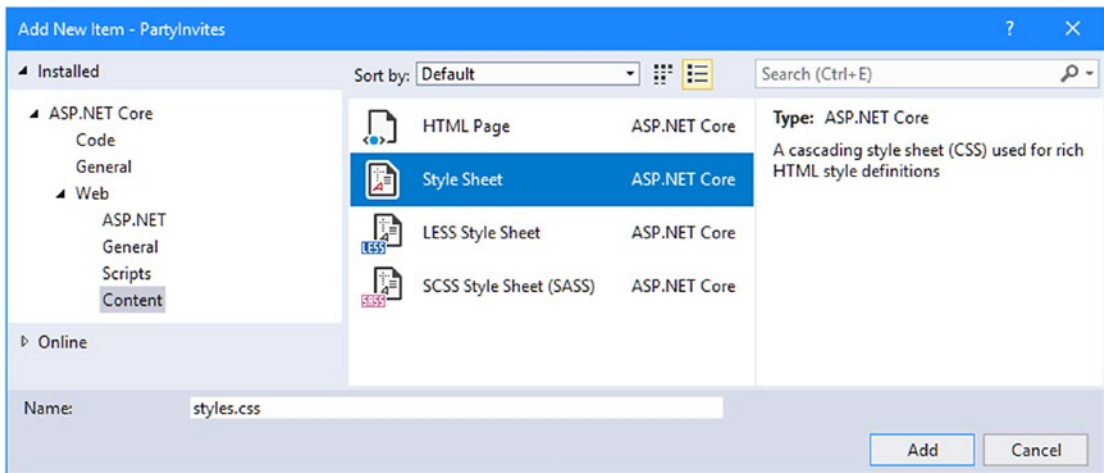 Add New Item - PartyInvites
Installed
ASP.NET Core
Code
General
Web
ASP.NET
General
Scripts
Content
Online
Sort by: Default
HTML Page ASP.NET Core
Style Sheet ASP.NET Core
LESS Style Sheet ASP.NET Core
LESS
SCSS Style Sheet (SASS) ASP.NET Core
SASS
Search (Ctrl+E)
Type: ASP.NET Core
A cascading style sheet (CSS) used for rich
HTML style definitions
Name: styles.css
Add Cancel